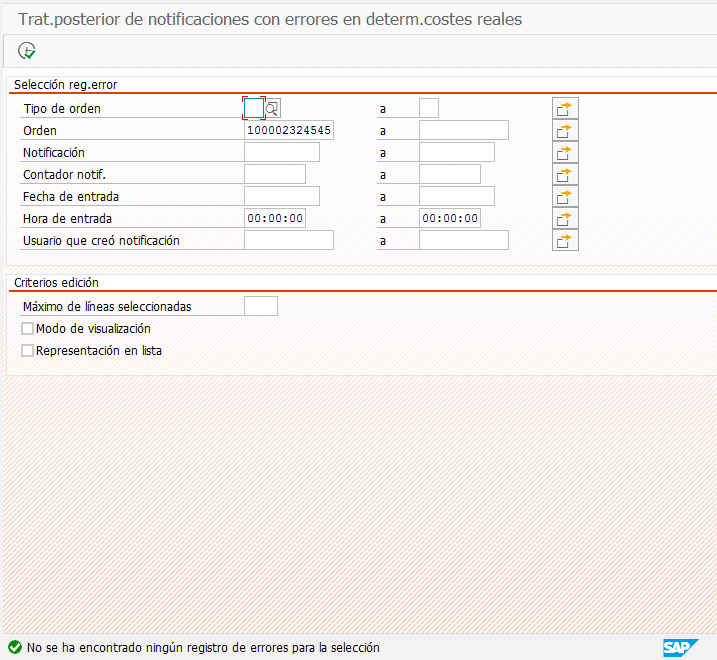 Trat.posterior de notificaciones con errores en determ.costes reales
Selección reg.error
Tipo de orden a
Orden 100002324545 a
Notificación a
Contador notif. a
Fecha de entrada a
Hora de entrada 00:00:00 a 00:00:00
Usuario que creó notificación a
Criterios edición
Máximo de líneas seleccionadas
Modo de visualización
Representación en lista
No se ha encontrado ningún registro de errores para la selección
SAP